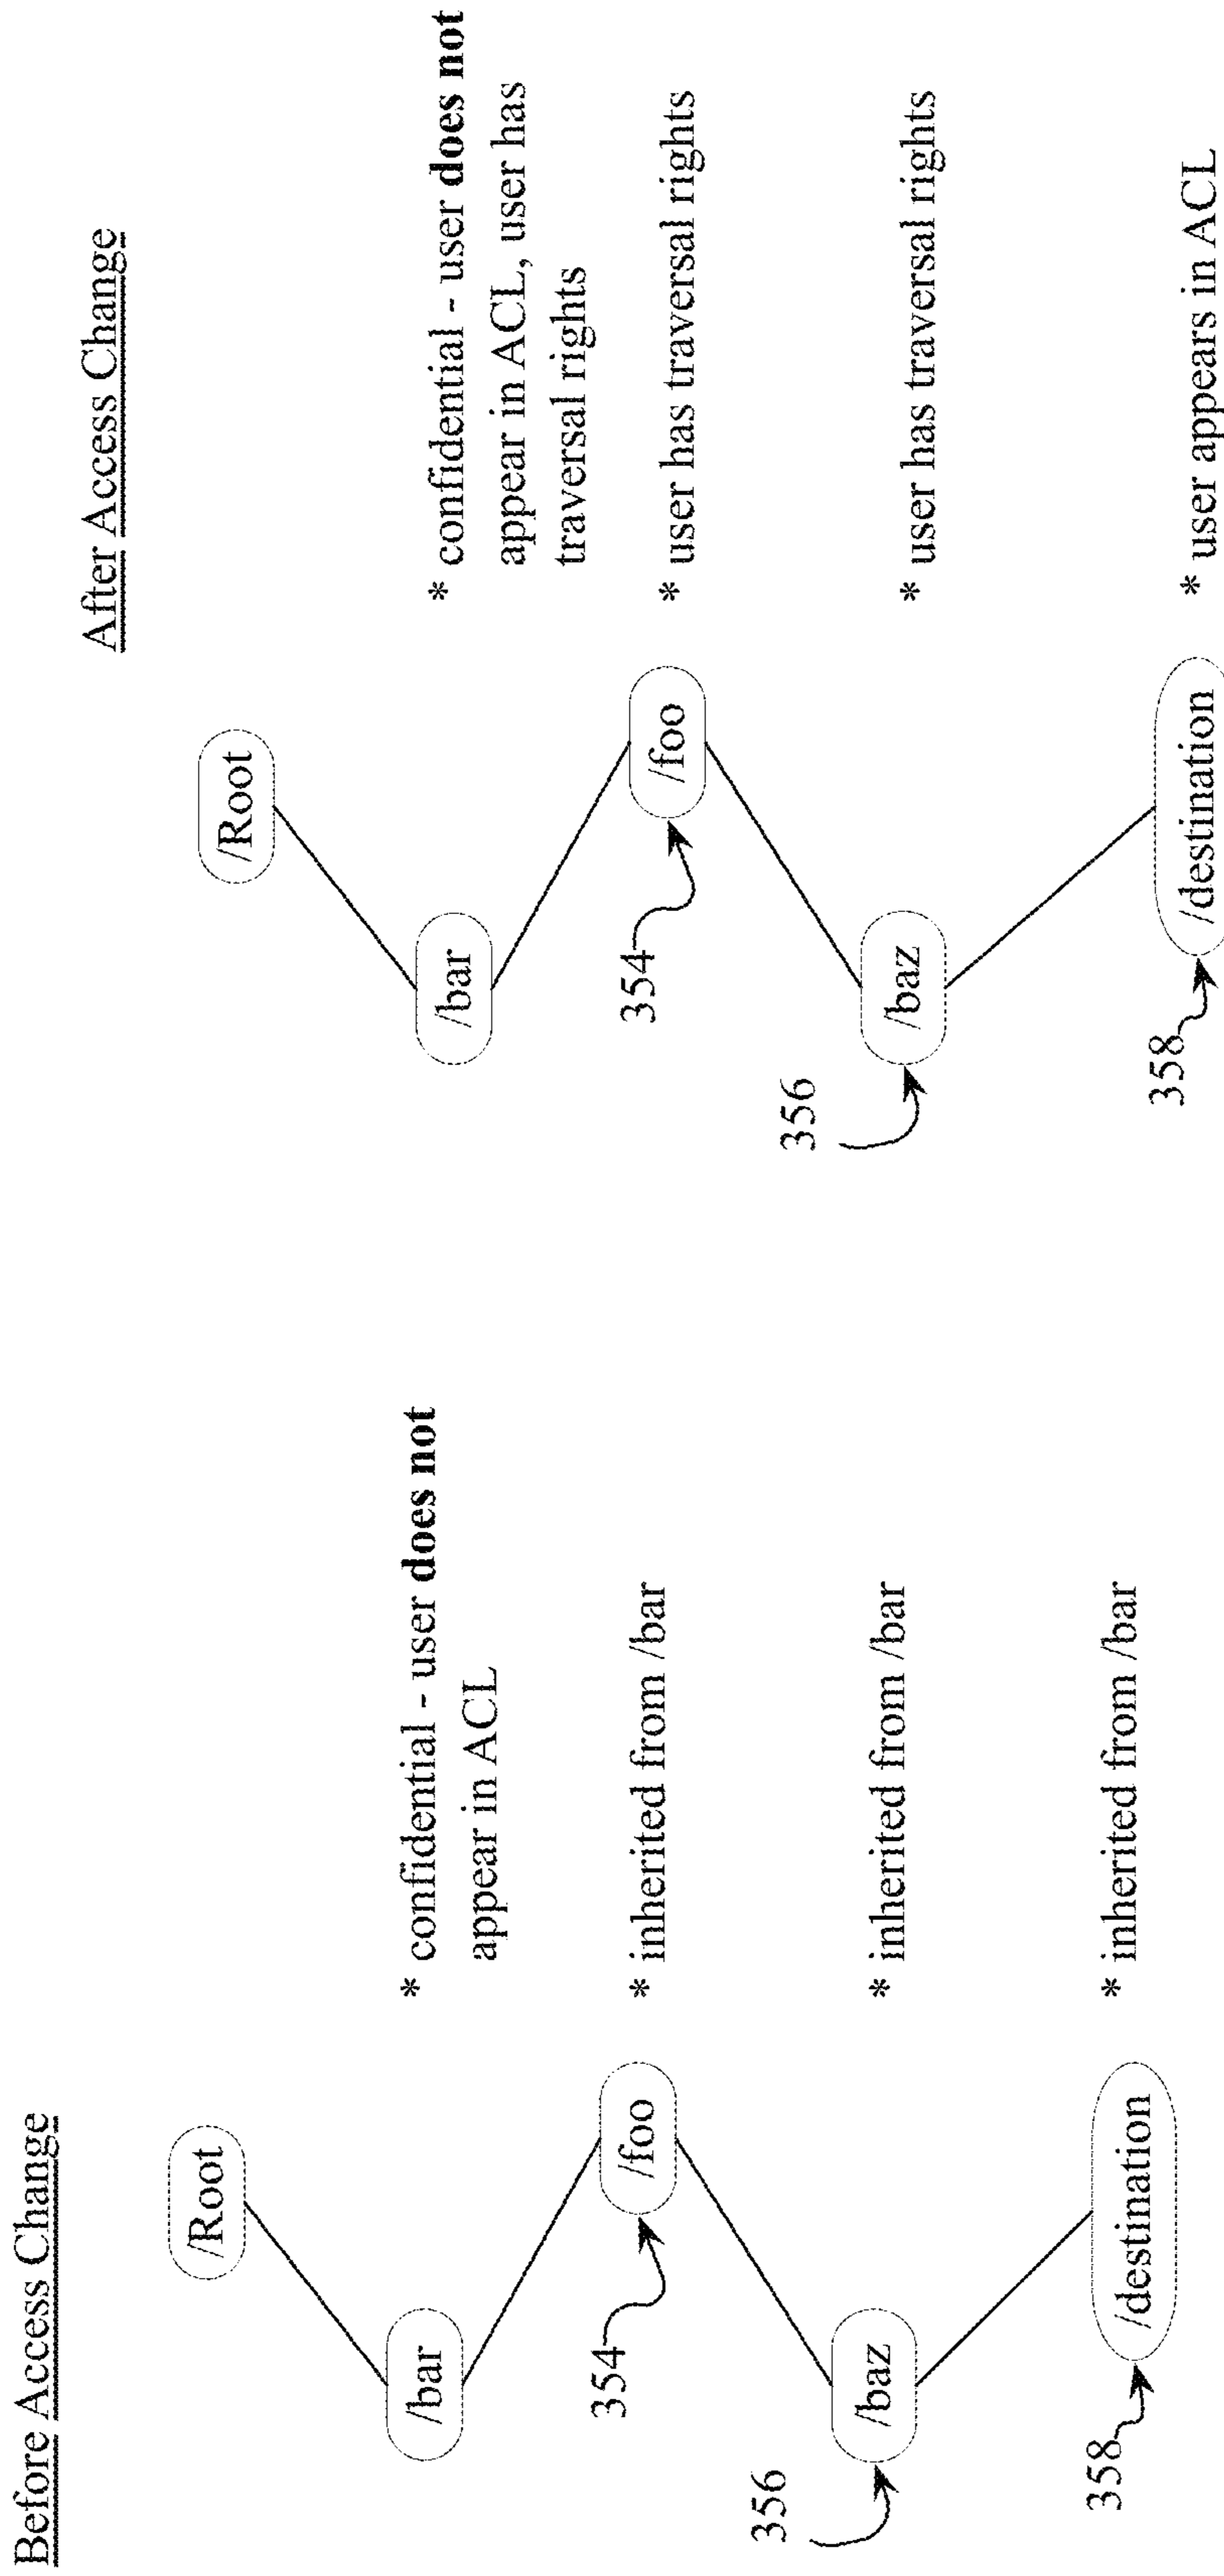 Before Access Change
/Root
/bar
* confidential - user does not
appear in ACL
354
/foo
* inherited from /bar
356
/baz
* inherited from /bar
358
/destination
* inherited from /bar
After Access Change
/Root
/bar
* confidential - user does not
appear in ACL, user has
traversal rights
354
/foo
* user has traversal rights
356
/baz
* user has traversal rights
358
/destination
* user appears in ACL